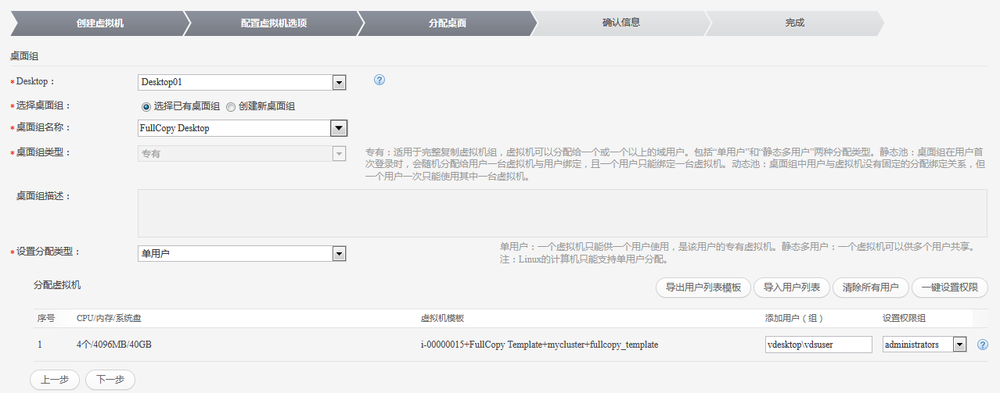 创建虚拟机 配置虚拟机选项 分配桌面 确认信息 完成
桌面组
*Desktop： Desktop01
*选择桌面组： 选择已有桌面组 创建新桌面组
*桌面组名称： FullCopy Desktop
*桌面组类型： 专有
专有：适用于完整复制虚拟机组，虚拟机可以分配给一个或一个以上的域用户。包括“单用户”和“静态多用户”两种分配类型。静态池：桌面组在用户首
次登录时，会随机分配给用户一台虚拟机与用户绑定，且一个用户只能绑定一台虚拟机。动态池：桌面组中用户与虚拟机没有固定的分配绑定关系，但
一个用户一次只能使用其中一台虚拟机。
桌面组描述：
*设置分配类型： 单用户
单用户：一个虚拟机只能供一个用户使用，是该用户的专有虚拟机。静态多用户：一个虚拟机可以供多个用户共享。
注：Linux的计算机只能支持单用户分配。
分配虚拟机 导出用户列表模板 导入用户列表 清除所有用户 一键设置权限
序号 CPU/内存/系统盘 虚拟机模板 添加用户（组） 设置权限组
1 4个/4096MB/40GB i-00000015+FullCopy Template+mycluster+fullcopy_template vdesktop\vdsuser administrators
上一步 下一步